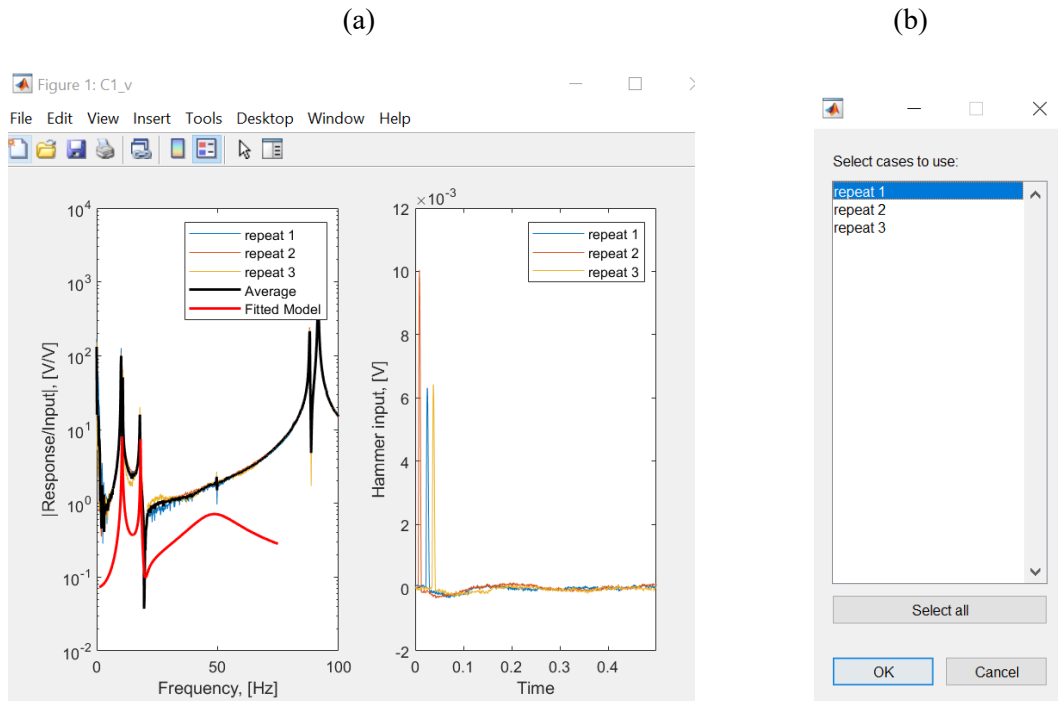 (a)
(b)
Figure 1: C1_v
File Edit View Insert Tools Desktop Window Help
|Response/Input|, [V/V]
10^4
10^3
10^2
10^1
10^0
10^-1
10^-2
0 50 100
Frequency, [Hz]
repeat 1
repeat 2
repeat 3
Average
Fitted Model
Hammer input, [V]
×10^-3
12
10
8
6
4
2
0
-2
0 0.1 0.2 0.3 0.4
Time
repeat 1
repeat 2
repeat 3
Select cases to use:
repeat 1
repeat 2
repeat 3
Select all
OK Cancel